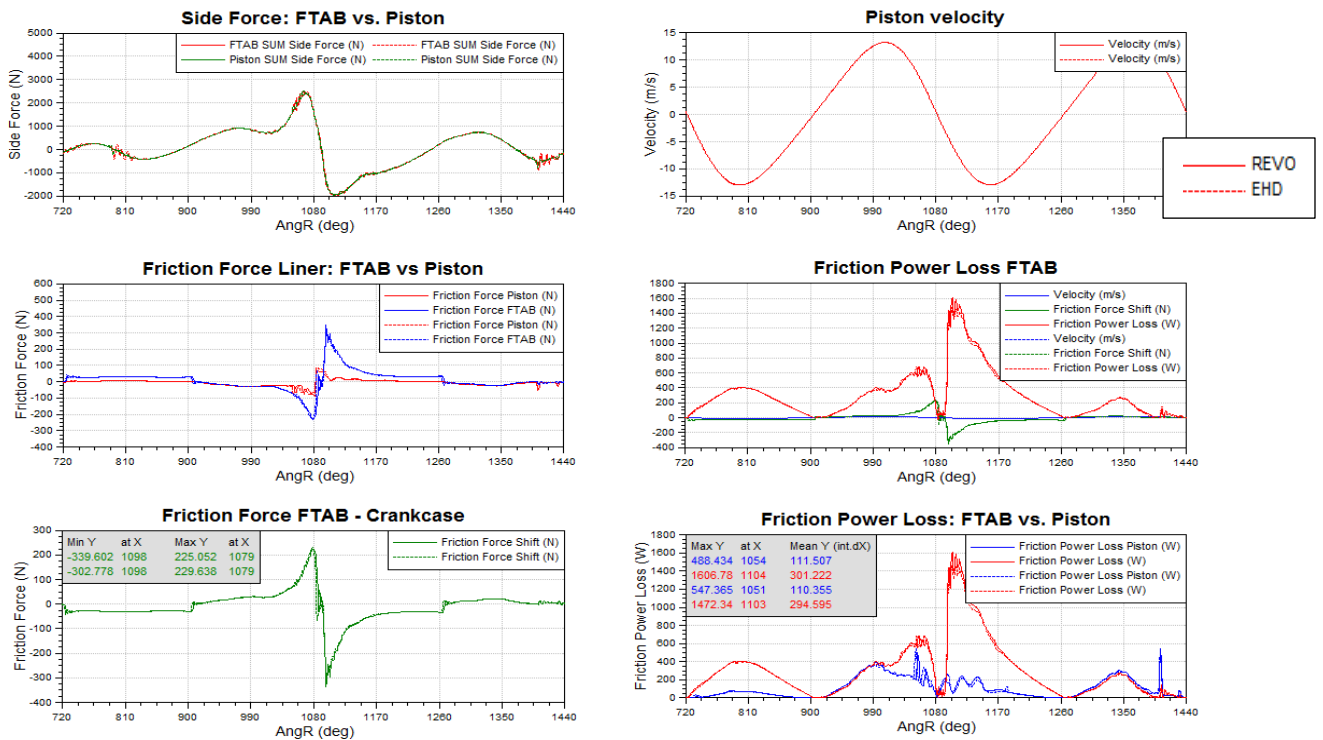 Side Force: FTAB vs. Piston
5000
4000
3000
2000
1000
0
-1000
-2000
Side Force (N)
FTAB SUM Side Force (N)
FTAB SUM Side Force (N)
Piston SUM Side Force (N)
Piston SUM Side Force (N)
720 810 900 990 1080 1170 1260 1350 1440
AngR (deg)
Piston velocity
15
10
5
0
-5
-10
-15
Velocity (m/s)
Velocity (m/s)
Velocity (m/s)
720 810 900 990 1080 1170 1260 1350 1440
AngR (deg)
REVO
EHD
Friction Force Liner: FTAB vs Piston
600
500
400
300
200
100
0
-100
-200
-300
-400
Friction Force (N)
Friction Force Piston (N)
Friction Force FTAB (N)
Friction Force Piston (N)
Friction Force FTAB (N)
720 810 900 990 1080 1170 1260 1350 1440
AngR (deg)
Friction Power Loss FTAB
1800
1600
1400
1200
1000
800
600
400
200
0
-200
-400
Velocity (m/s)
Friction Force Shift (N)
Friction Power Loss (W)
Velocity (m/s)
Friction Force Shift (N)
Friction Power Loss (W)
720 810 900 990 1080 1170 1260 1350 1440
AngR (deg)
Friction Force FTAB - Crankcase
300
200
100
0
-100
-200
-300
-400
Friction Force (N)
Min Y at X Max Y at X
-339.602 1098 225.052 1079
-302.778 1098 229.638 1079
Friction Force Shift (N)
Friction Force Shift (N)
720 810 900 990 1080 1170 1260 1350 1440
AngR (deg)
Friction Power Loss: FTAB vs. Piston
1800
1600
1400
1200
1000
800
600
400
200
0
Friction Power Loss (W)
Max Y at X Mean Y (int.dX)
488.434 1054 111.507
1606.78 1104 301.222
547.365 1051 110.355
1472.34 1103 294.595
Friction Power Loss Piston (W)
Friction Power Loss (W)
Friction Power Loss Piston (W)
Friction Power Loss (W)
720 810 900 990 1080 1170 1260 1350 1440
AngR (deg)